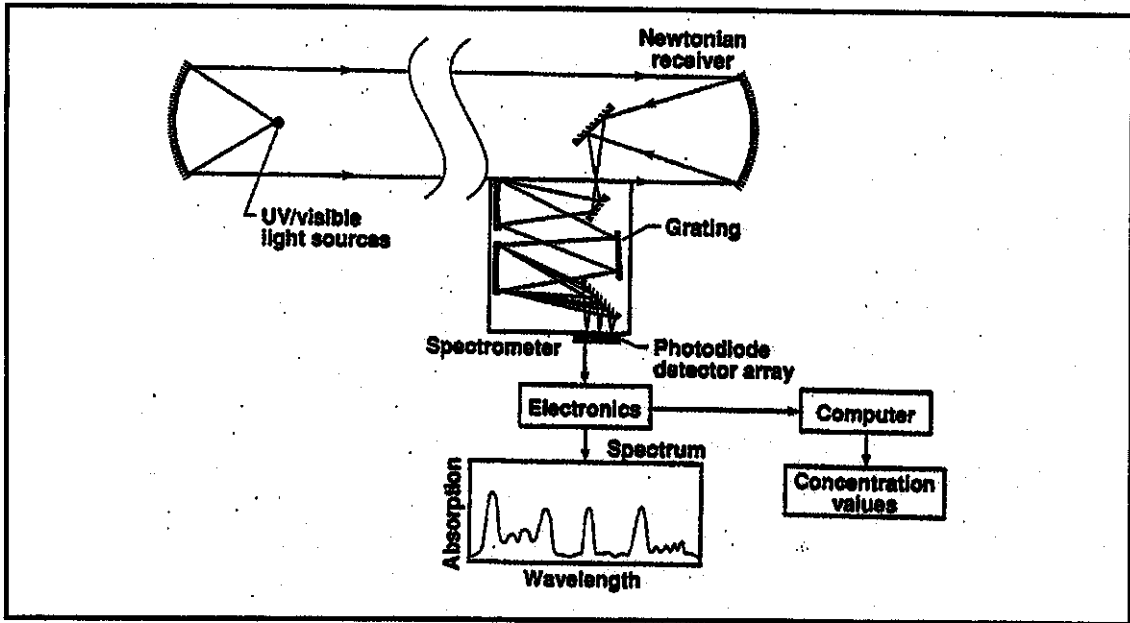 Newtonian
receiver
UV/visible
light sources
Grating
Spectrometer
Photodiode
detector array
Electronics
Computer
Spectrum
Concentration
values
Absorption
Wavelength